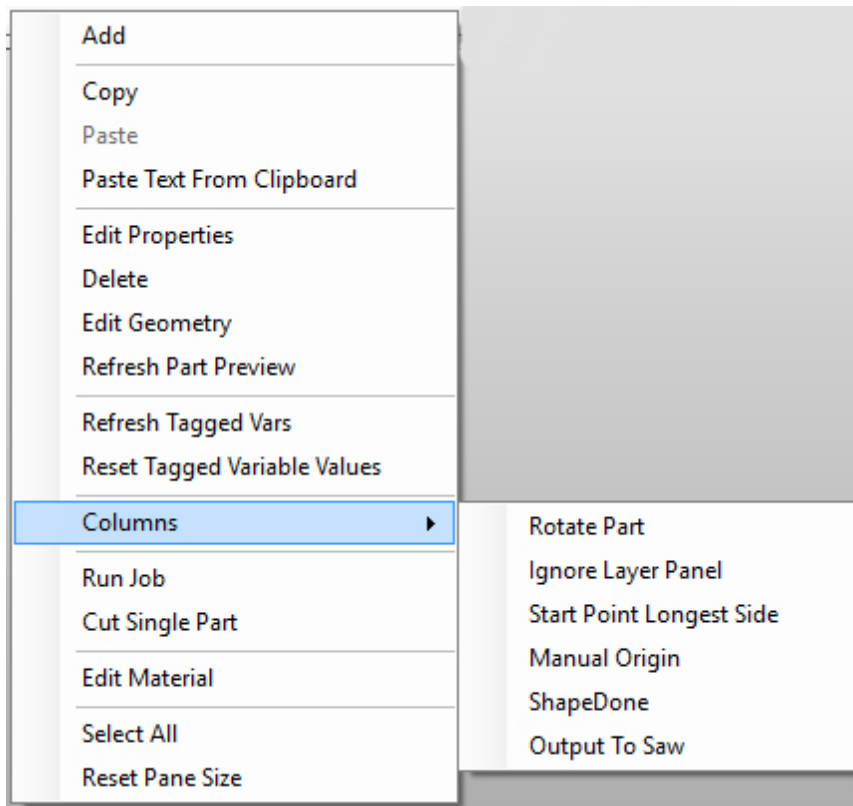 Add
Copy
Paste
Paste Text From Clipboard
Edit Properties
Delete
Edit Geometry
Refresh Part Preview
Refresh Tagged Vars
Reset Tagged Variable Values
Columns
Run Job
Cut Single Part
Edit Material
Select All
Reset Pane Size
Rotate Part
Ignore Layer Panel
Start Point Longest Side
Manual Origin
ShapeDone
Output To Saw